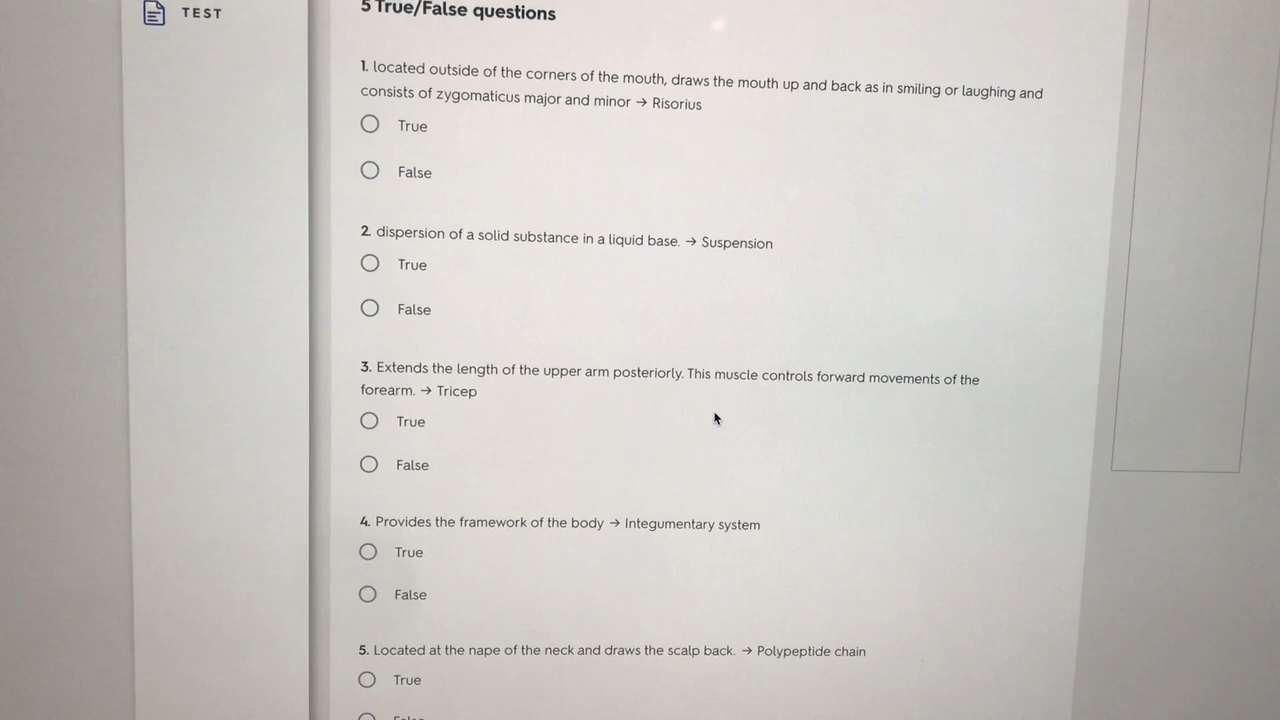 TEST
5 True/False questions
1. located outside of the corners of the mouth, draws the mouth up and back as in smiling or laughing and
consists of zygomaticus major and minor → Risorius
True
False
2. dispersion of a solid substance in a liquid base. → Suspension
True
False
3. Extends the length of the upper arm posteriorly. This muscle controls forward movements of the
forearm. → Tricep
True
False
4. Provides the framework of the body → Integumentary system
True
False
5. Located at the nape of the neck and draws the scalp back. → Polypeptide chain
True